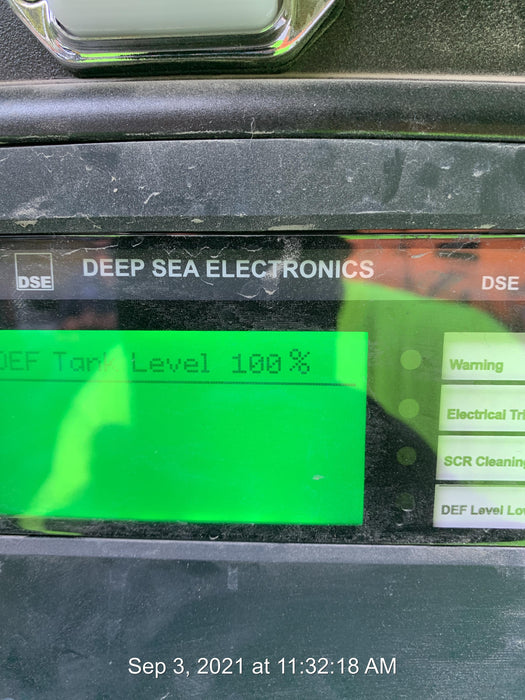 DSE
DEEP SEA ELECTRONICS
DSE
DEF Tank Level 100%
Warning
Electrical Tri
SCR Cleaning
DEF Level Lo
Sep 3, 2021 at 11:32:18 AM